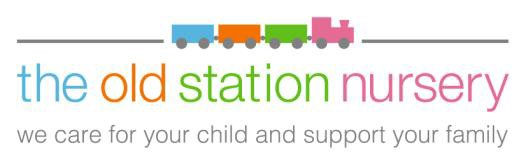 the old station nursery
we care for your child and support your family